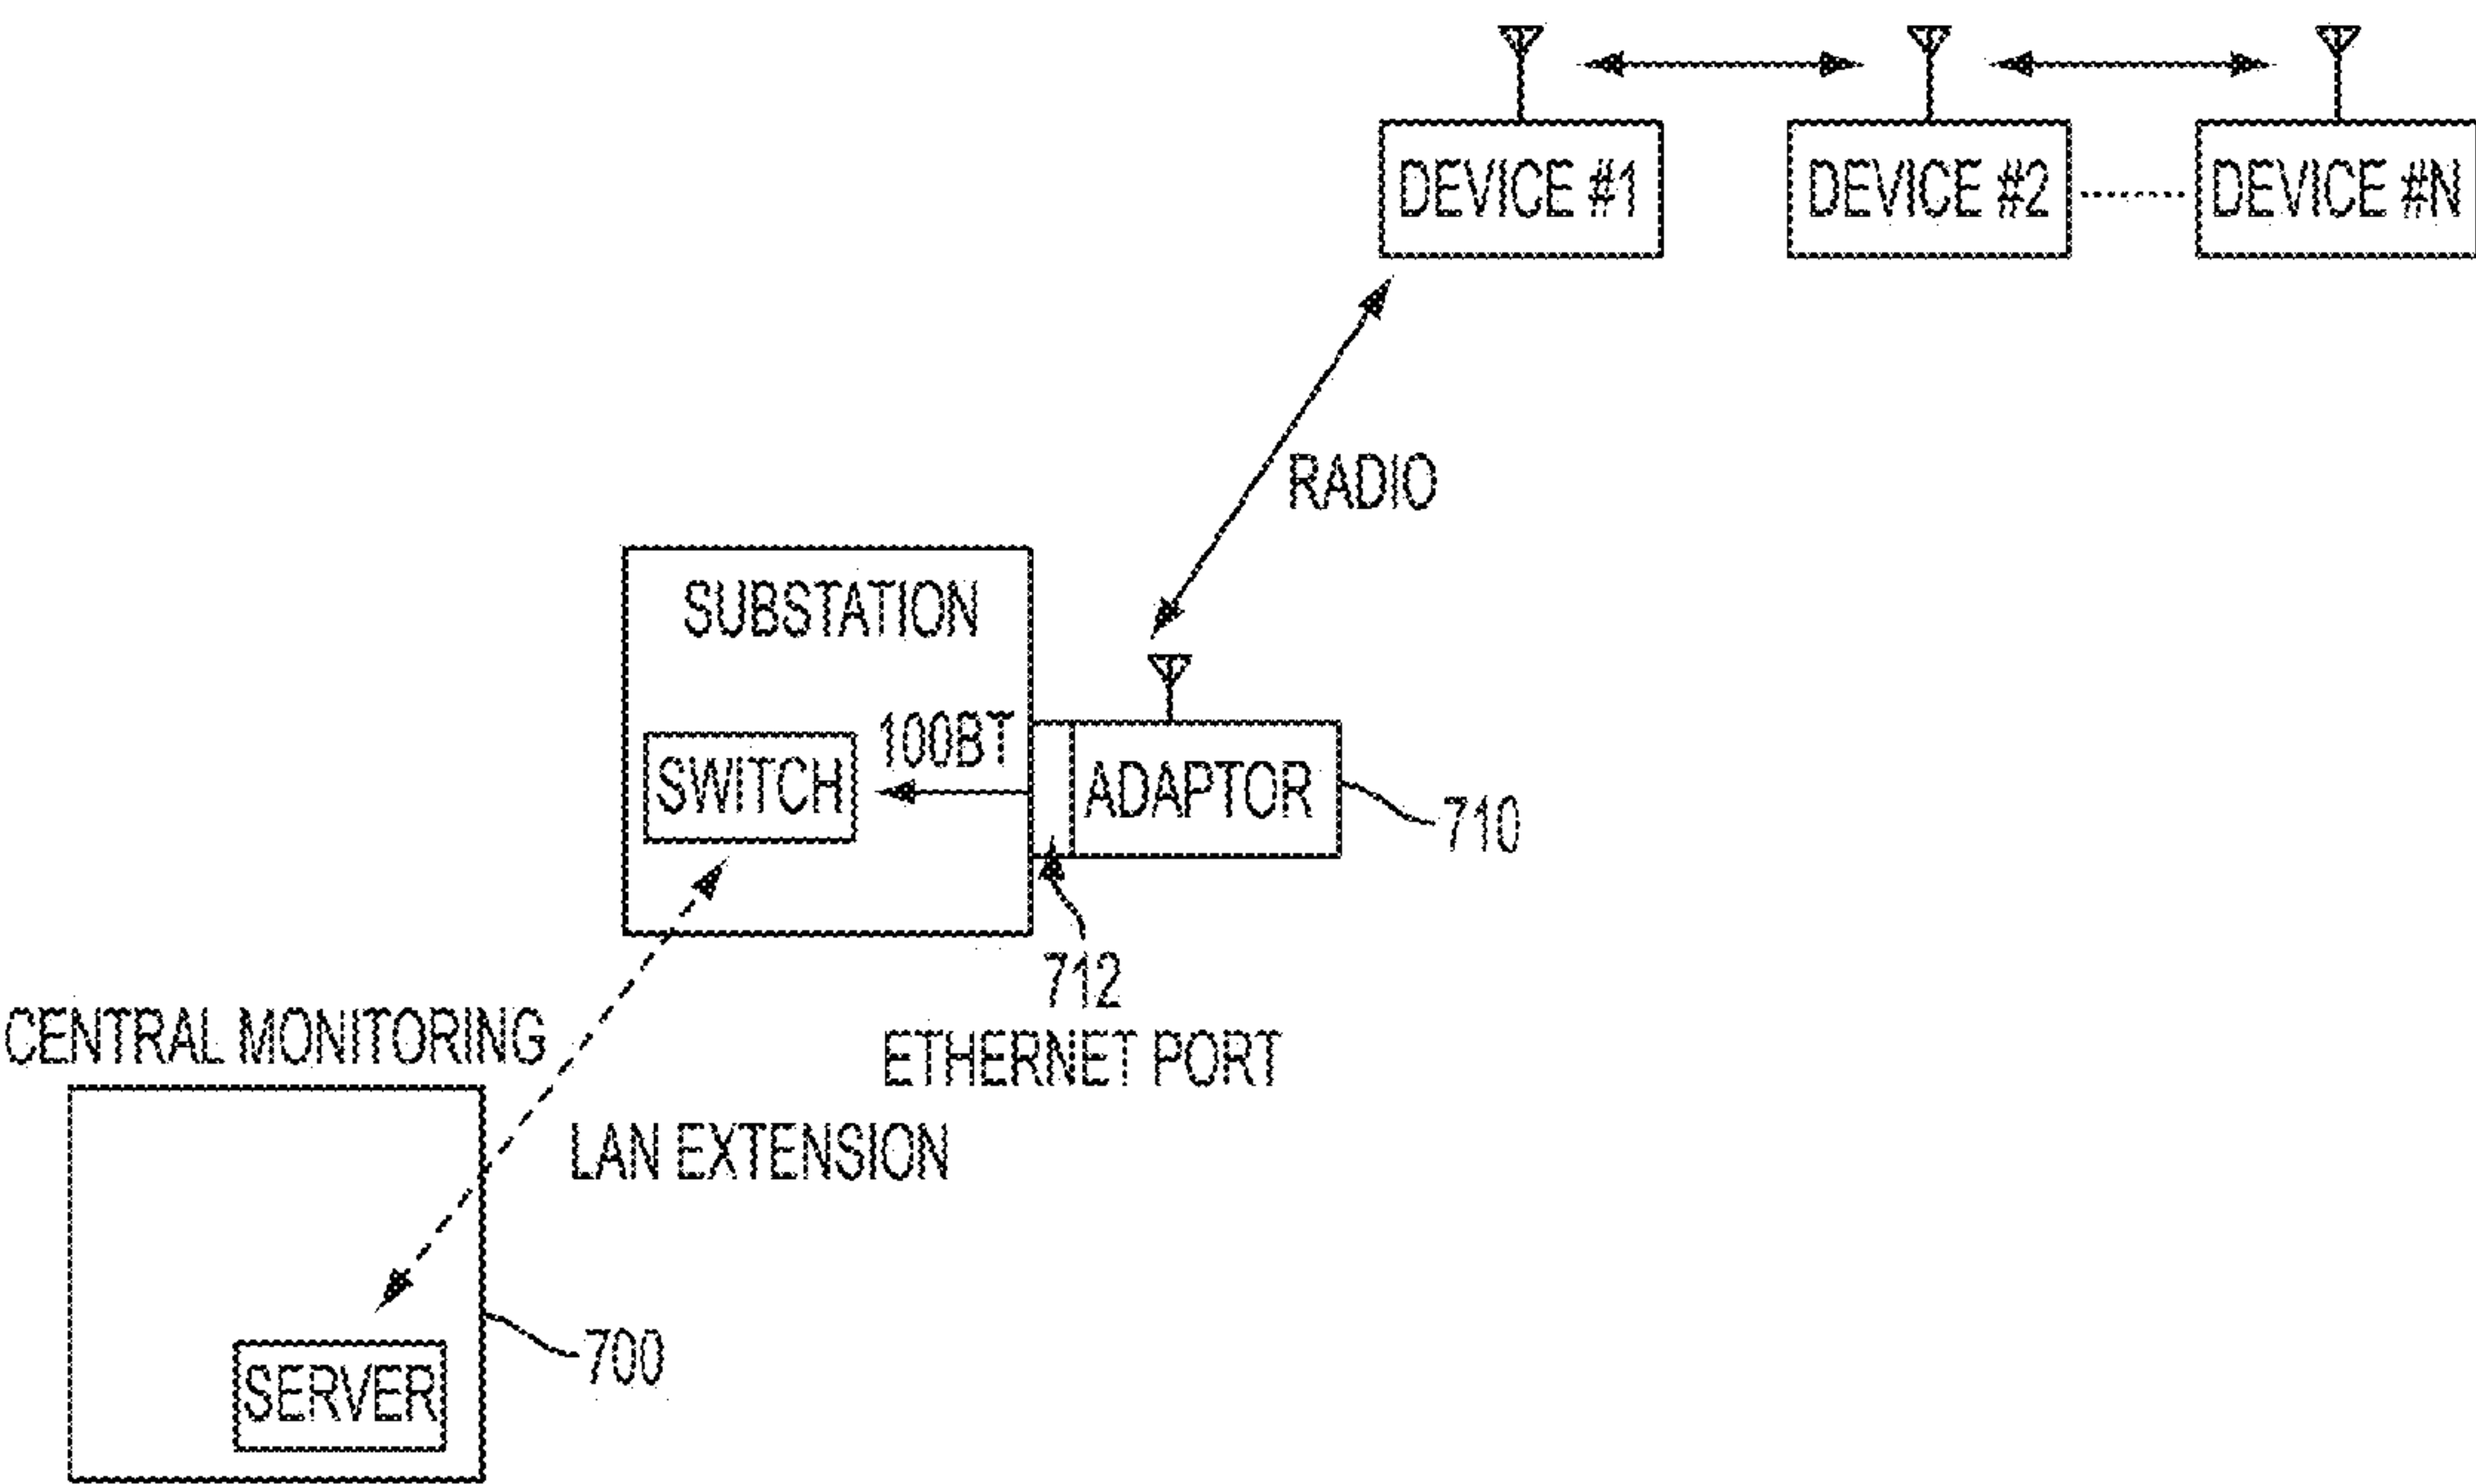 DEVICE #1
DEVICE #2
DEVICE #N
RADIO
SUBSTATION
100BT
SWITCH
ADAPTOR
710
712
ETHERNET PORT
CENTRAL MONITORING
LAN EXTENSION
700
SERVER